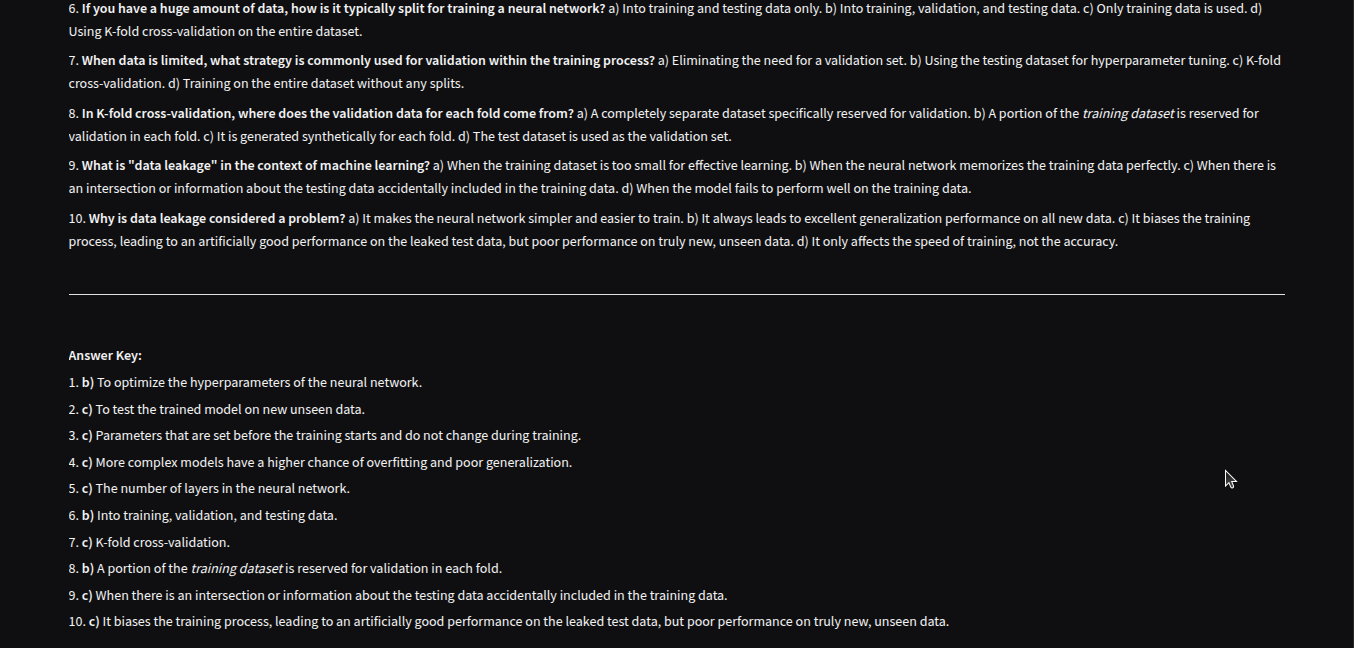 6. If you have a huge amount of data, how is it typically split for training a neural network? a) Into training and testing data only. b) Into training, validation, and testing data. c) Only training data is used. d)
Using K-fold cross-validation on the entire dataset.
7. When data is limited, what strategy is commonly used for validation within the training process? a) Eliminating the need for a validation set. b) Using the testing dataset for hyperparameter tuning. c) K-fold
cross-validation. d) Training on the entire dataset without any splits.
8. In K-fold cross-validation, where does the validation data for each fold come from? a) A completely separate dataset specifically reserved for validation. b) A portion of the training dataset is reserved for
validation in each fold. c) It is generated synthetically for each fold. d) The test dataset is used as the validation set.
9. What is "data leakage" in the context of machine learning? a) When the training dataset is too small for effective learning. b) When the neural network memorizes the training data perfectly. c) When there is
an intersection or information about the testing data accidentally included in the training data. d) When the model fails to perform well on the training data.
10. Why is data leakage considered a problem? a) It makes the neural network simpler and easier to train. b) It always leads to excellent generalization performance on all new data. c) It biases the training
process, leading to an artificially good performance on the leaked test data, but poor performance on truly new, unseen data. d) It only affects the speed of training, not the accuracy.
Answer Key:
1. b) To optimize the hyperparameters of the neural network.
2. c) To test the trained model on new unseen data.
3. c) Parameters that are set before the training starts and do not change during training.
4. c) More complex models have a higher chance of overfitting and poor generalization.
5. c) The number of layers in the neural network.
6. b) Into training, validation, and testing data.
7. c) K-fold cross-validation.
8. b) A portion of the training dataset is reserved for validation in each fold.
9. c) When there is an intersection or information about the testing data accidentally included in the training data.
10. c) It biases the training process, leading to an artificially good performance on the leaked test data, but poor performance on truly new, unseen data.